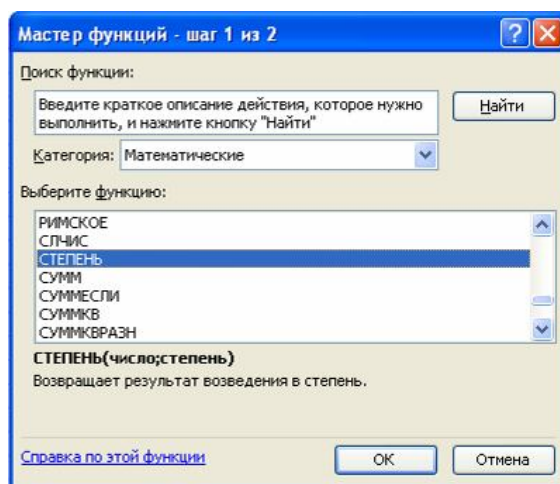 Мастер функций - шаг 1 из 2
Поиск функции:
Введите краткое описание действия, которое нужно
выполнить, и нажмите кнопку "Найти"
Найти
Категория: Математические
Выберите функцию:
РИМСКОЕ
СЛЧИС
СТЕПЕНЬ
СУММ
СУММЕСЛИ
СУММКВ
СУММКВРАЗН
СТЕПЕНЬ(число;степень)
Возвращает результат возведения в степень.
Справка по этой функции
ОК
Отмена